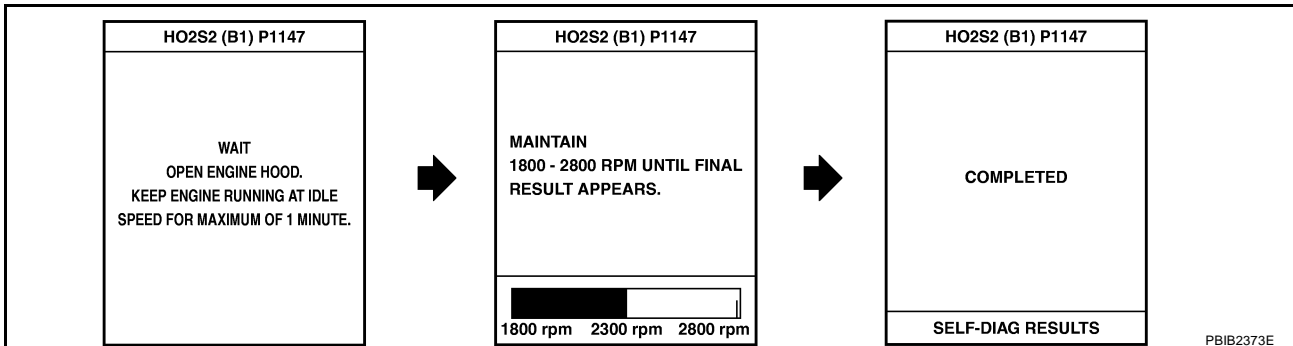 HO2S2 (B1) P1147
WAIT
OPEN ENGINE HOOD.
KEEP ENGINE RUNNING AT IDLE
SPEED FOR MAXIMUM OF 1 MINUTE.
HO2S2 (B1) P1147
MAINTAIN
1800 - 2800 RPM UNTIL FINAL
RESULT APPEARS.
1800 rpm 2300 rpm 2800 rpm
HO2S2 (B1) P1147
COMPLETED
SELF-DIAG RESULTS
PBIB2373E